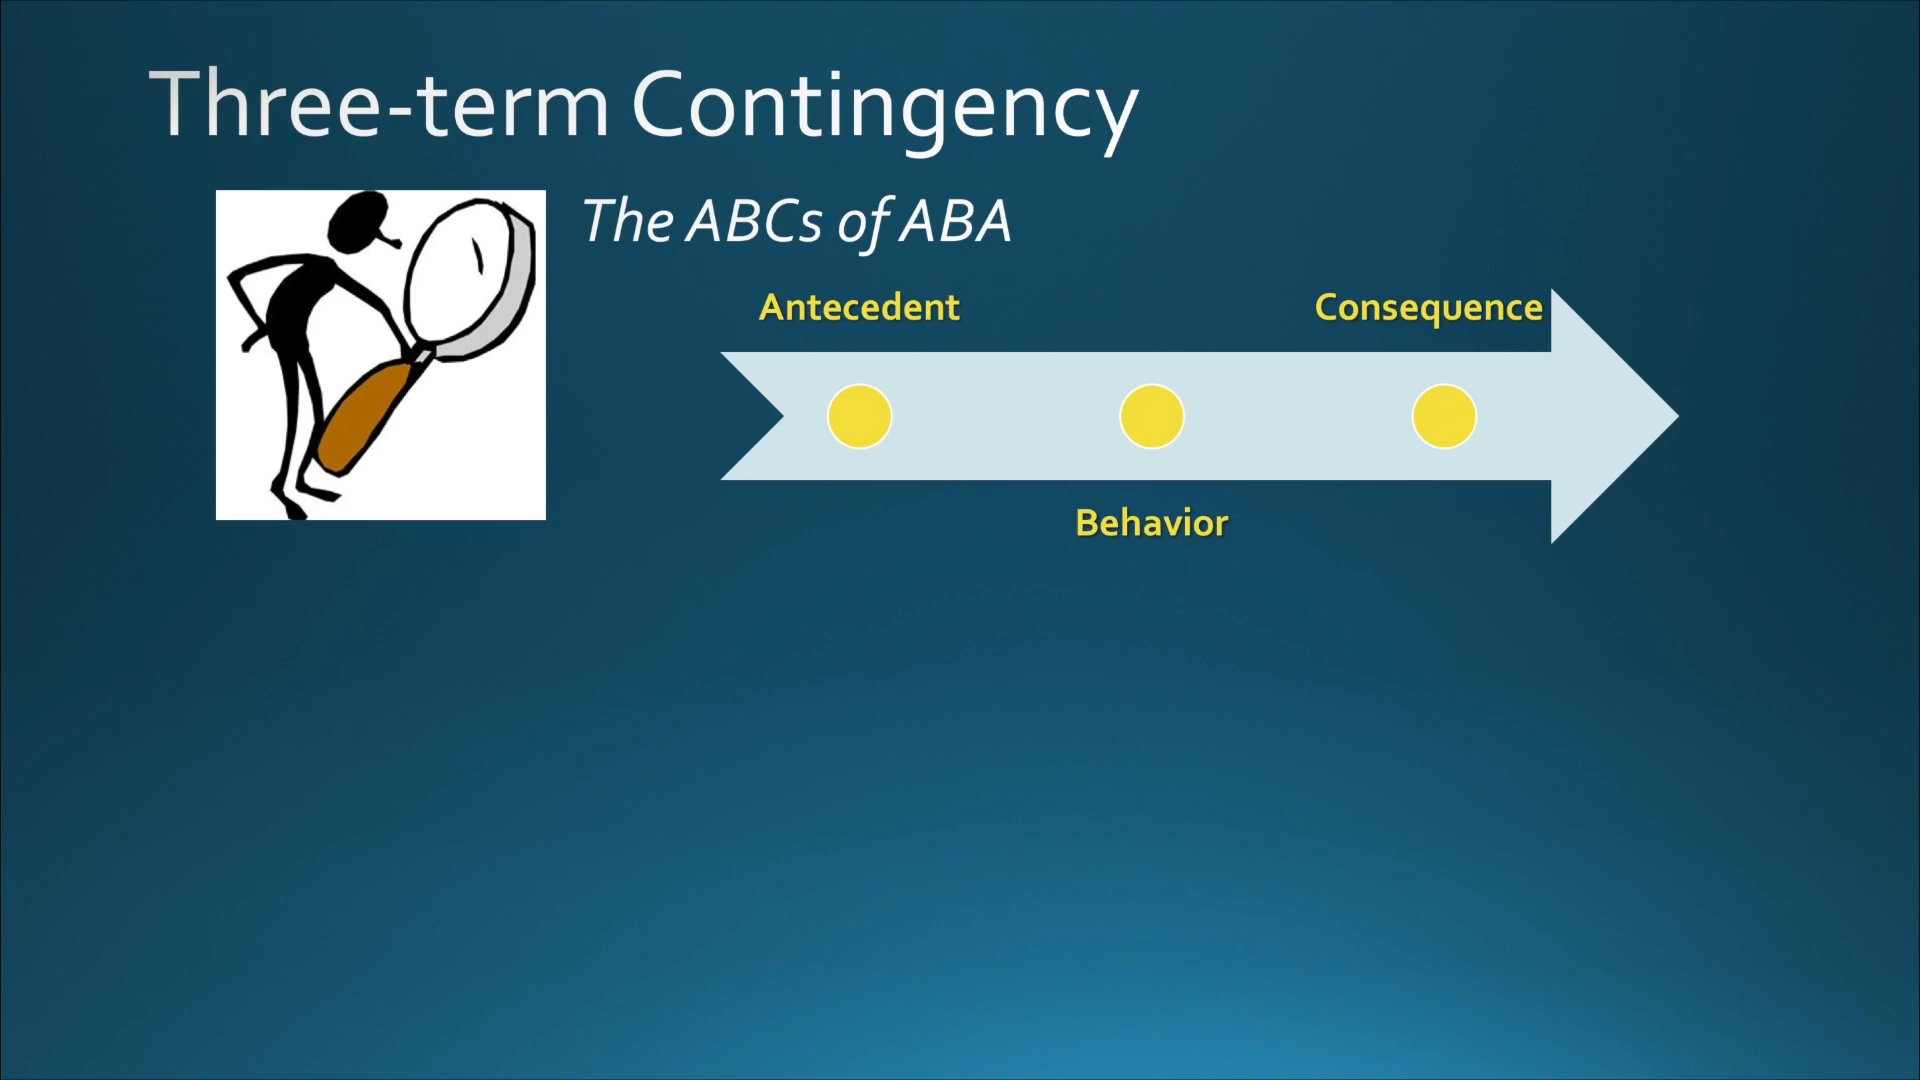 Three-term Contingency
The ABCs of ABA
Antecedent
Consequence
Behavior